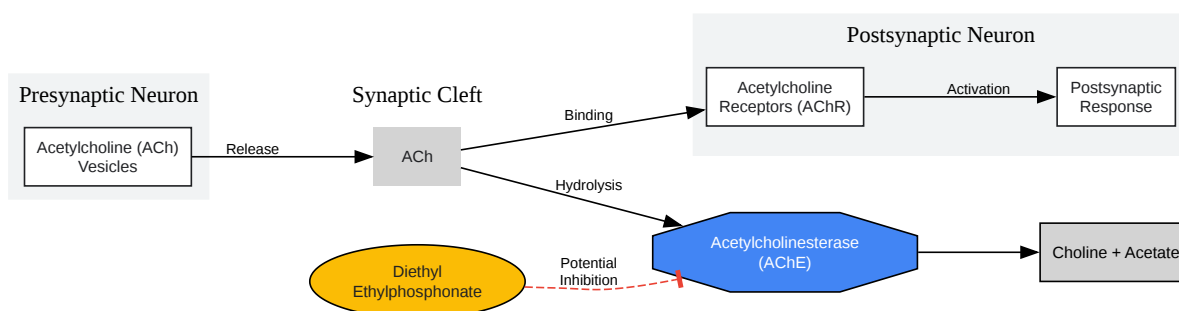 Postsynaptic Neuron
Presynaptic Neuron
Synaptic Cleft
Acetylcholine
Receptors (AChR)
Activation
Postsynaptic
Response
Binding
Acetylcholine (ACh)
Vesicles
Release
ACh
Hydrolysis
Acetylcholinesterase
(AChE)
Choline + Acetate
Diethyl
Ethylphosphonate
Potential
Inhibition